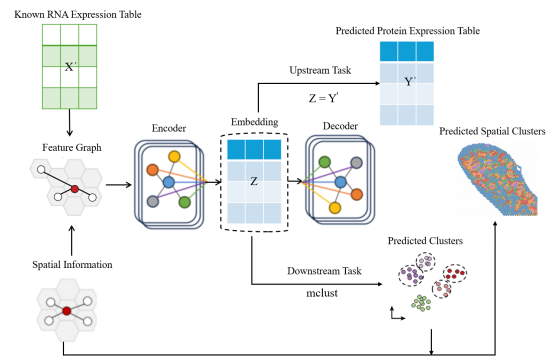 Known RNA Expression Table
X'
Feature Graph
Spatial Information
Encoder
Embedding
Z
Decoder
Upstream Task
Z = Y'
Predicted Protein Expression Table
Y'
Downstream Task
mclust
Predicted Clusters
Predicted Spatial Clusters